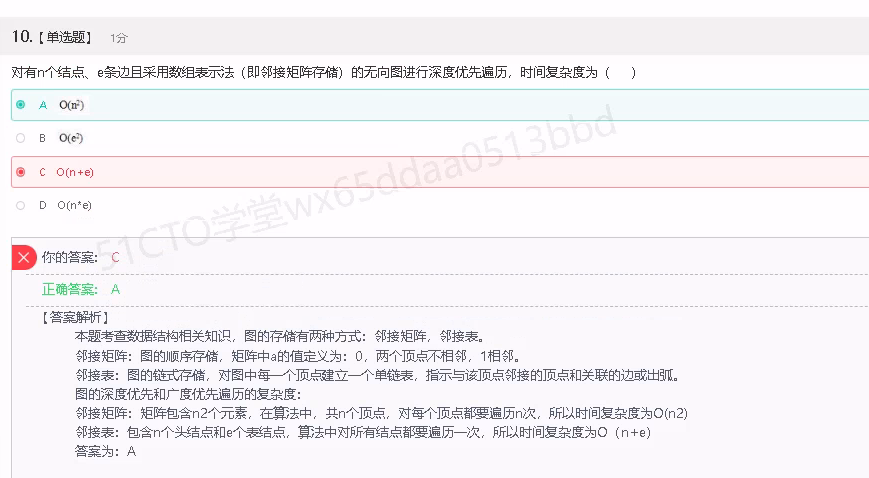 10.【单选题】 1分
对有n个结点、e条边且采用数组表示法（即邻接矩阵存储）的无向图进行深度优先遍历，时间复杂度为（ ）
A O(n²)
B O(e²)
C O(n+e)
D O(n*e)
51CTO学堂wx65ddaa0513bbd
你的答案： C
正确答案： A
【答案解析】
本题考查数据结构相关知识，图的存储有两种方式：邻接矩阵，邻接表。
邻接矩阵：图的顺序存储，矩阵中a的值定义为：0，两个顶点不相邻，1相邻。
邻接表：图的链式存储，对图中每一个顶点建立一个单链表，指示与该顶点邻接的顶点和关联的边或出弧。
图的深度优先和广度优先遍历的复杂度：
邻接矩阵：矩阵包含n2个元素，在算法中，共n个顶点，对每个顶点都要遍历n次，所以时间复杂度为O(n2)
邻接表：包含n个头结点和e个表结点，算法中对所有结点都要遍历一次，所以时间复杂度为O（n+e）
答案为：A